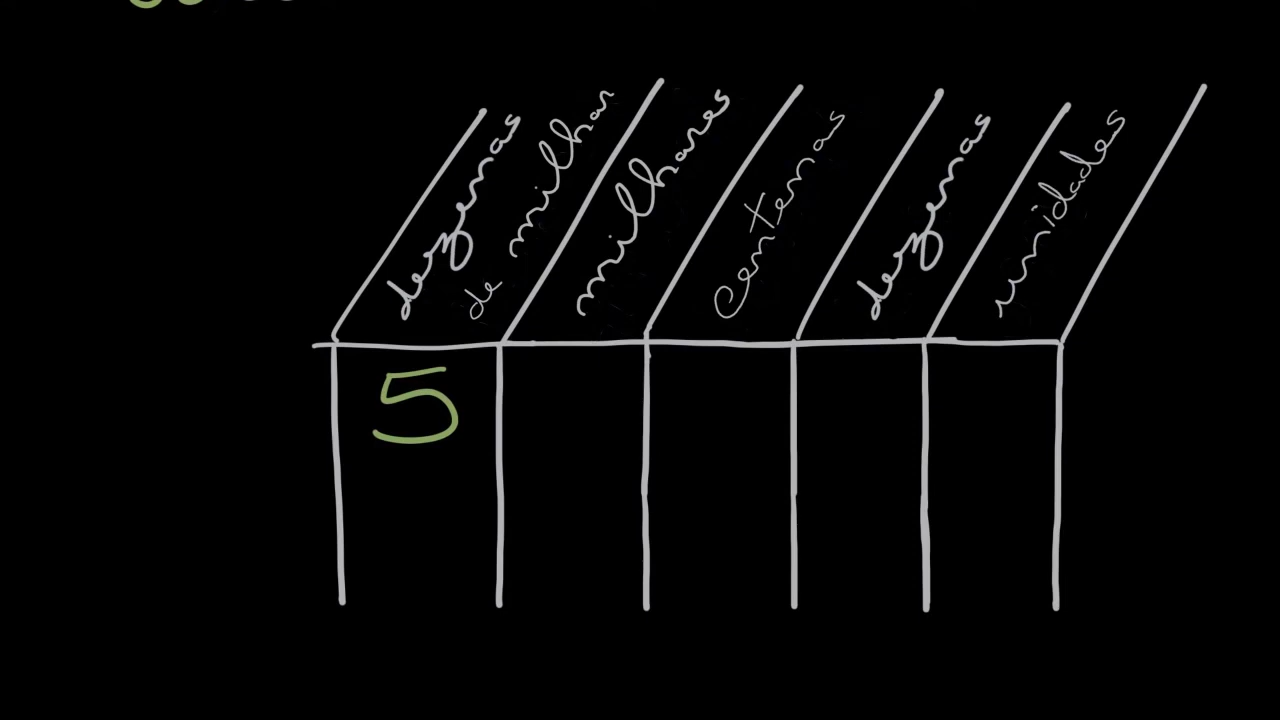 dezenas
de milhar
milhares
centenas
dezenas
unidades
5